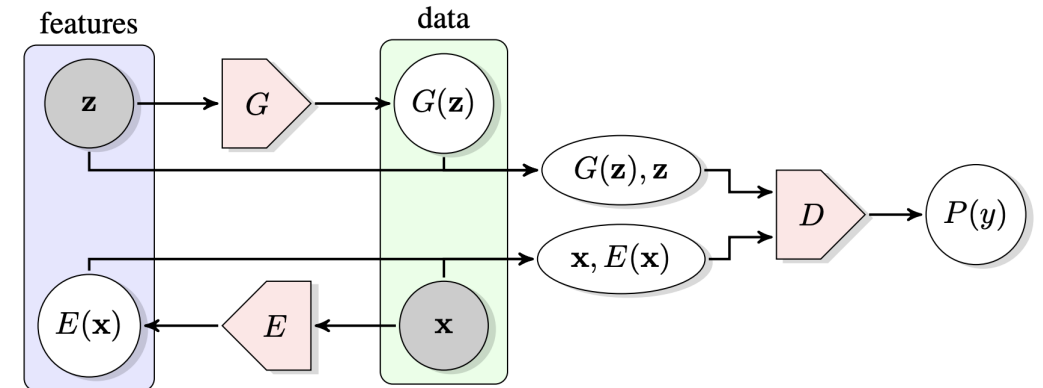 features
data
z
G
G(z)
G(z), z
D
P(y)
x, E(x)
E(x)
E
x